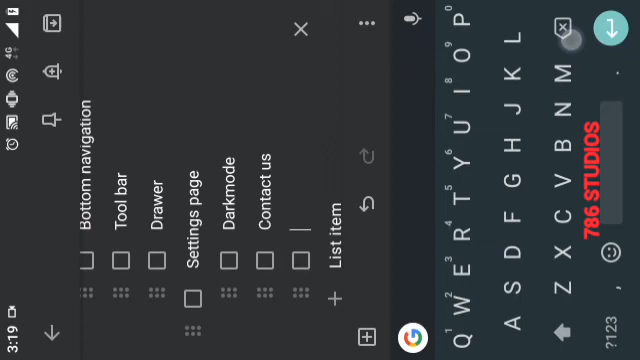 3:19
4G
Bottom navigation
Tool bar
Drawer
Settings page
Darkmode
Contact us
+ List item
G
1 2 3 4 5 6 7 8 9 0
Q W E R T Y U I O P
A S D F G H J K L
Z X C V B N M
?123 , .
786 STUDIOS